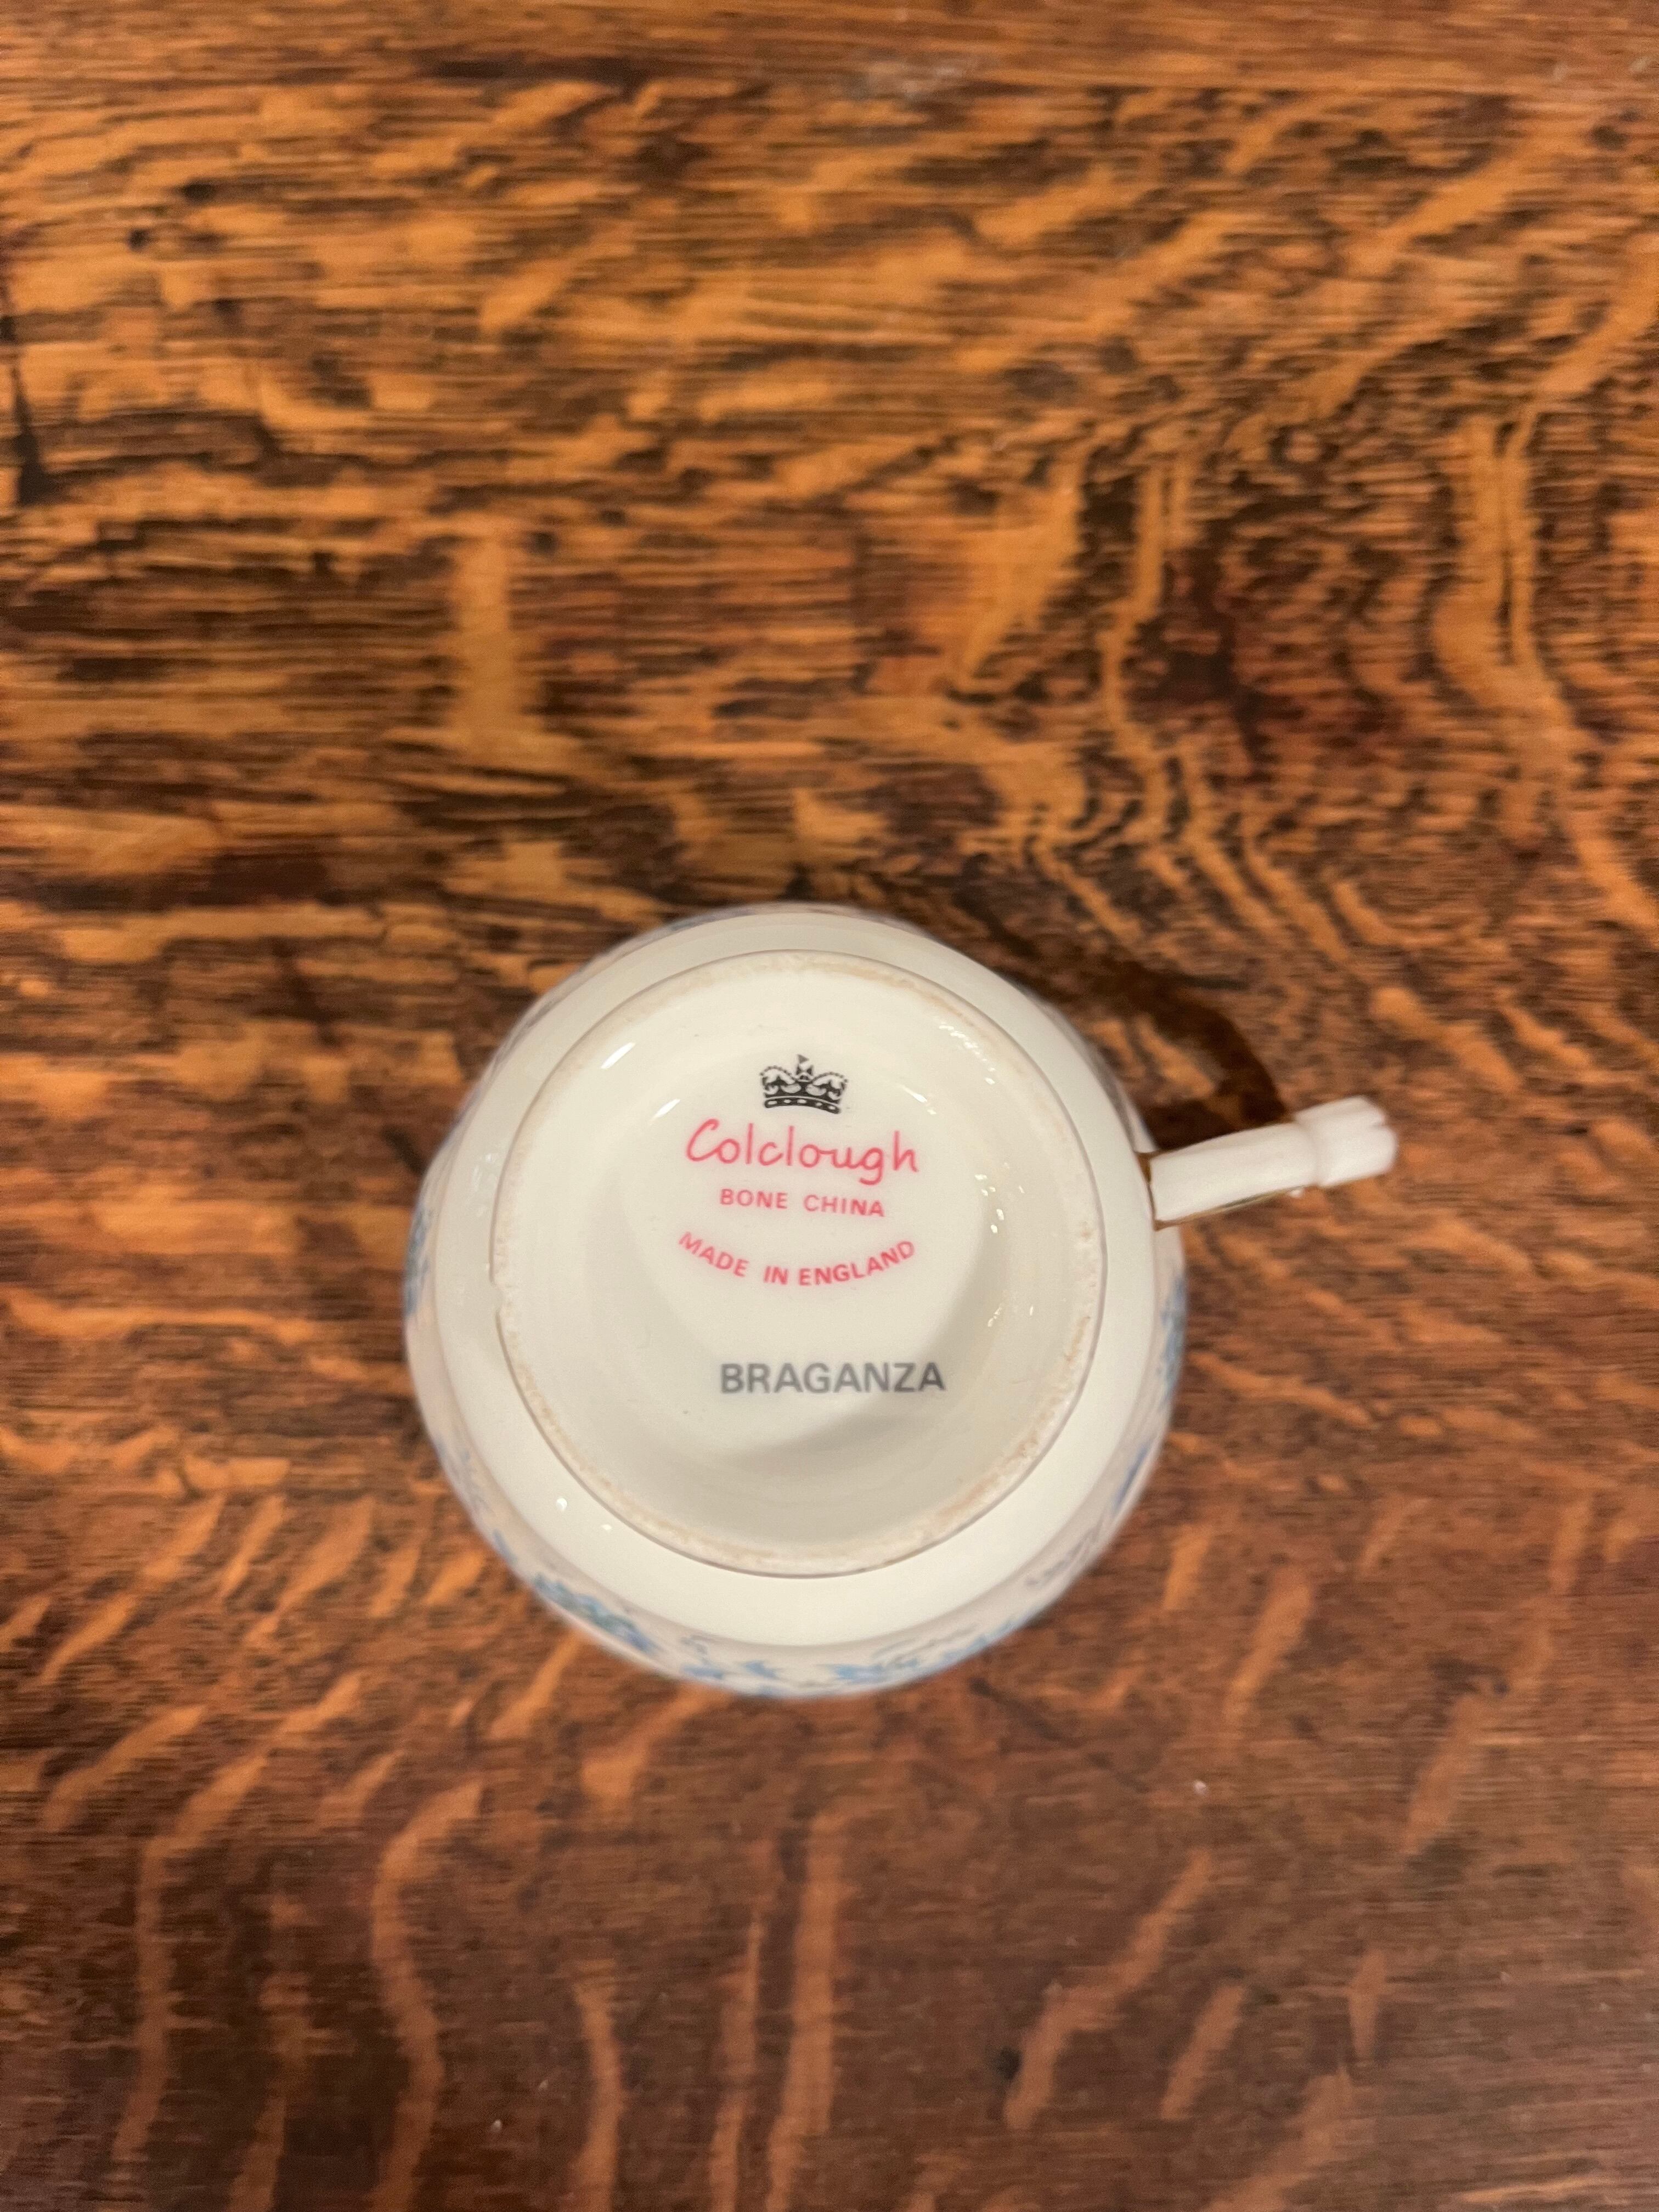 Colclough
BONE CHINA
MADE IN ENGLAND
BRAGANZA